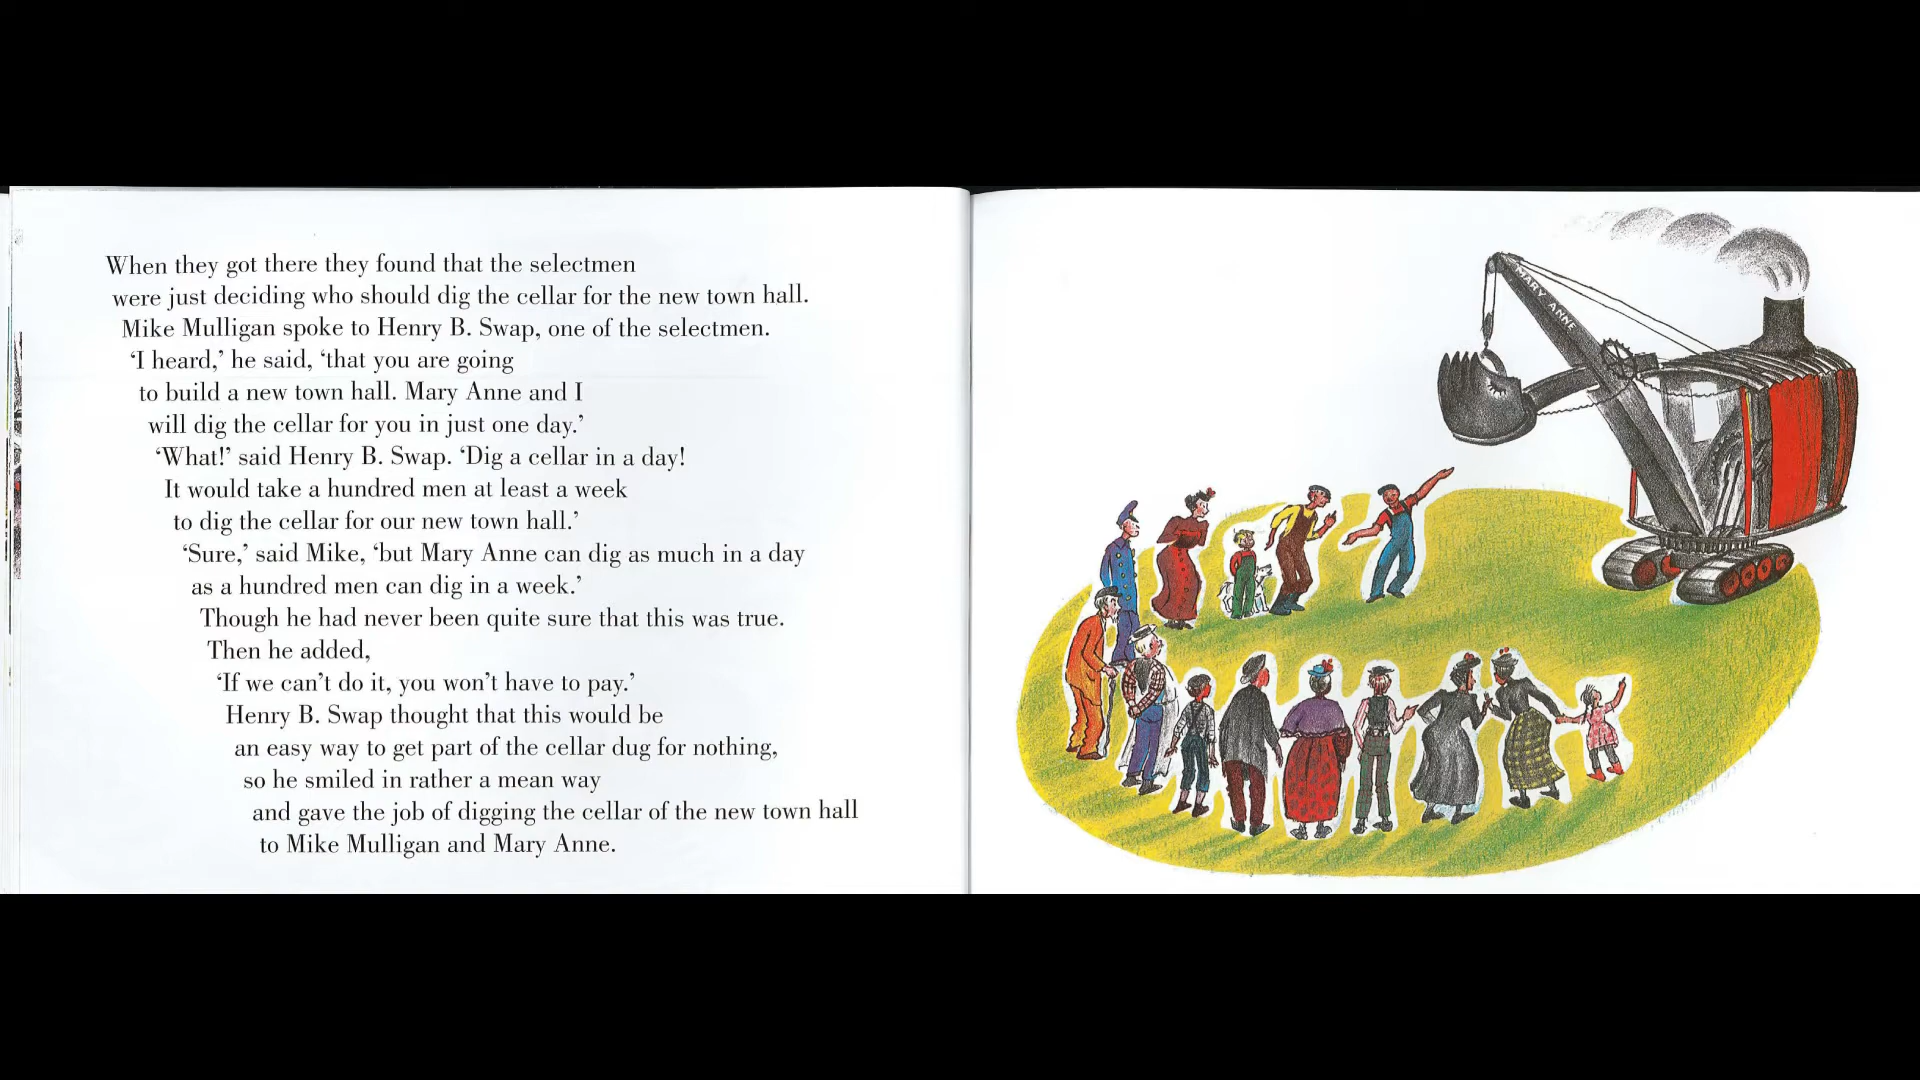 When they got there they found that the selectmen
were just deciding who should dig the cellar for the new town hall.
Mike Mulligan spoke to Henry B. Swap, one of the selectmen.
‘I heard,’ he said, ‘that you are going
to build a new town hall. Mary Anne and I
will dig the cellar for you in just one day.’
‘What!’ said Henry B. Swap. ‘Dig a cellar in a day!
It would take a hundred men at least a week
to dig the cellar for our new town hall.’
‘Sure,’ said Mike, ‘but Mary Anne can dig as much in a day
as a hundred men can dig in a week.’
Though he had never been quite sure that this was true.
Then he added,
‘If we can’t do it, you won’t have to pay.’
Henry B. Swap thought that this would be
an easy way to get part of the cellar dug for nothing,
so he smiled in rather a mean way
and gave the job of digging the cellar of the new town hall
to Mike Mulligan and Mary Anne.
MARY ANNE